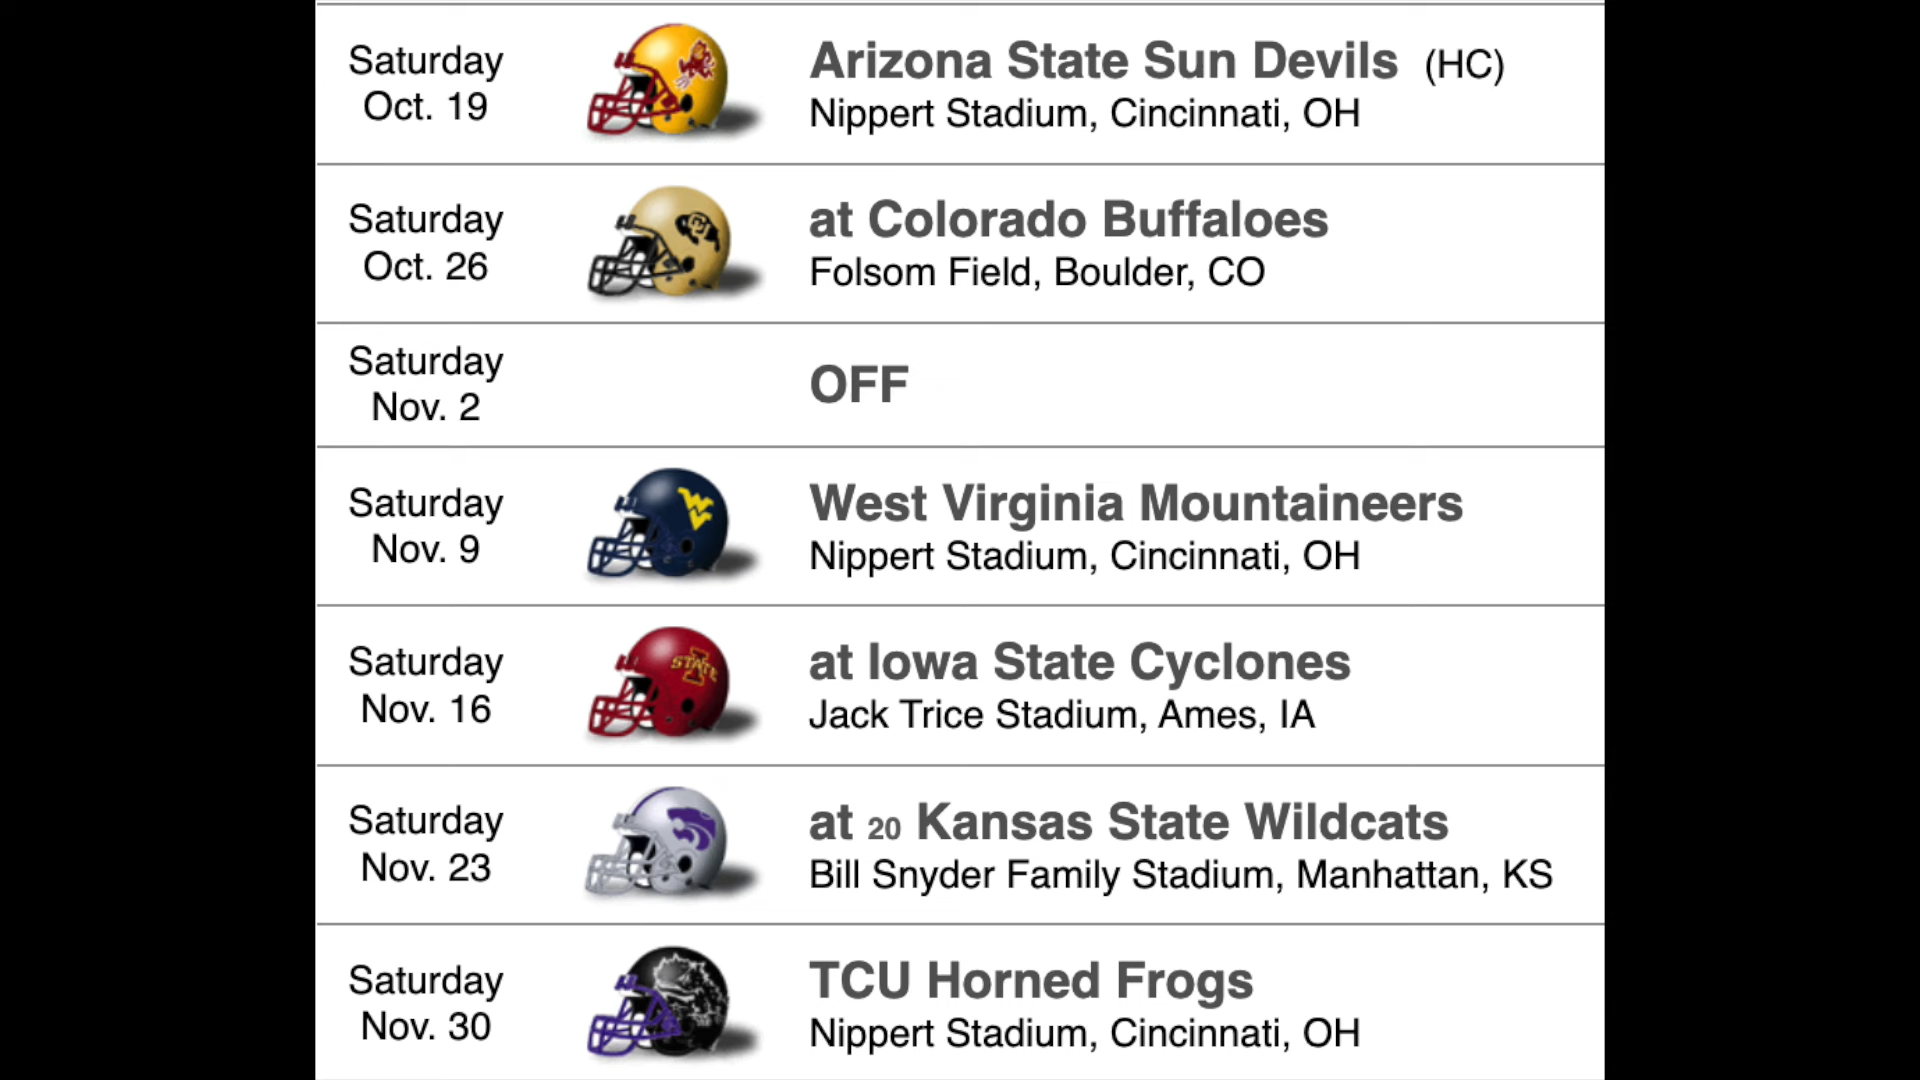 Saturday
Oct. 19
Arizona State Sun Devils (HC)
Nippert Stadium, Cincinnati, OH
Saturday
Oct. 26
CU
at Colorado Buffaloes
Folsom Field, Boulder, CO
Saturday
Nov. 2
OFF
Saturday
Nov. 9
WV
West Virginia Mountaineers
Nippert Stadium, Cincinnati, OH
Saturday
Nov. 16
STATE
at Iowa State Cyclones
Jack Trice Stadium, Ames, IA
Saturday
Nov. 23
at 20 Kansas State Wildcats
Bill Snyder Family Stadium, Manhattan, KS
Saturday
Nov. 30
TCU Horned Frogs
Nippert Stadium, Cincinnati, OH